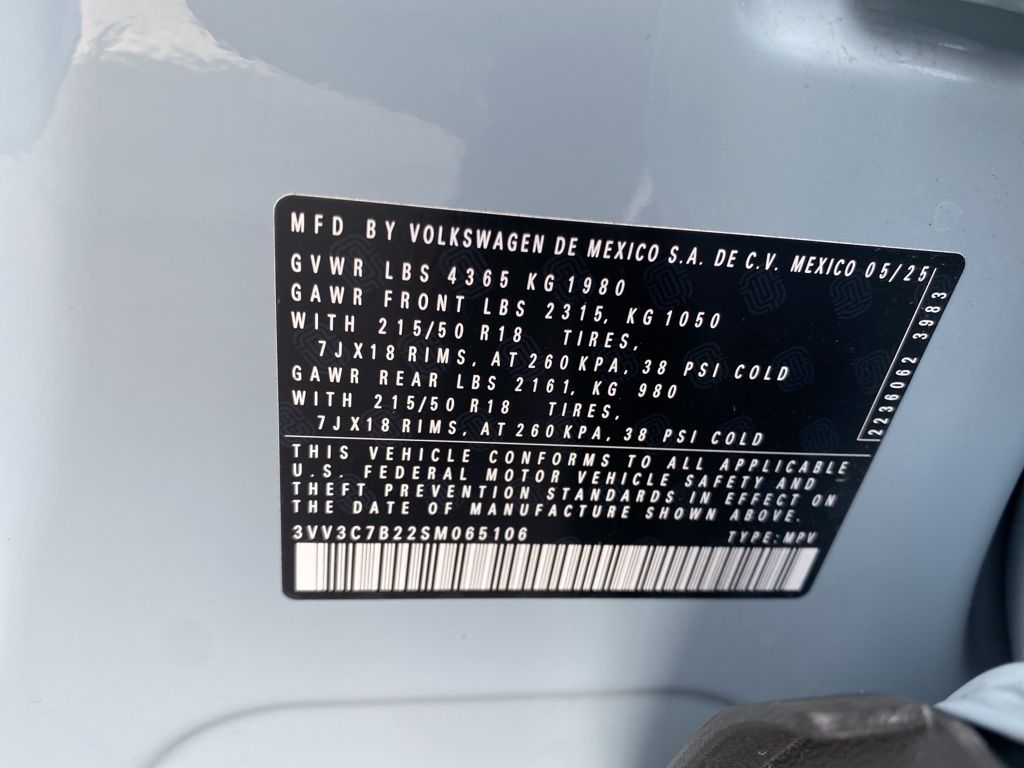 MFD BY VOLKSWAGEN DE MEXICO S.A. DE C.V. MEXICO 05/25
GVWR LBS 4365 KG 1980
GAWR FRONT LBS 2315, KG 1050
WITH 215/50 R18 TIRES,
7JX18 RIMS, AT 260 KPA, 38 PSI COLD
GAWR REAR LBS 2161, KG 980
WITH 215/50 R18 TIRES,
7JX18 RIMS, AT 260 KPA, 38 PSI COLD
2236062 3983
THIS VEHICLE CONFORMS TO ALL APPLICABLE
U.S. FEDERAL MOTOR VEHICLE SAFETY AND
THEFT PREVENTION STANDARDS IN EFFECT ON
THE DATE OF MANUFACTURE SHOWN ABOVE.
3VV3C7B22SM065106 TYPE: MPV